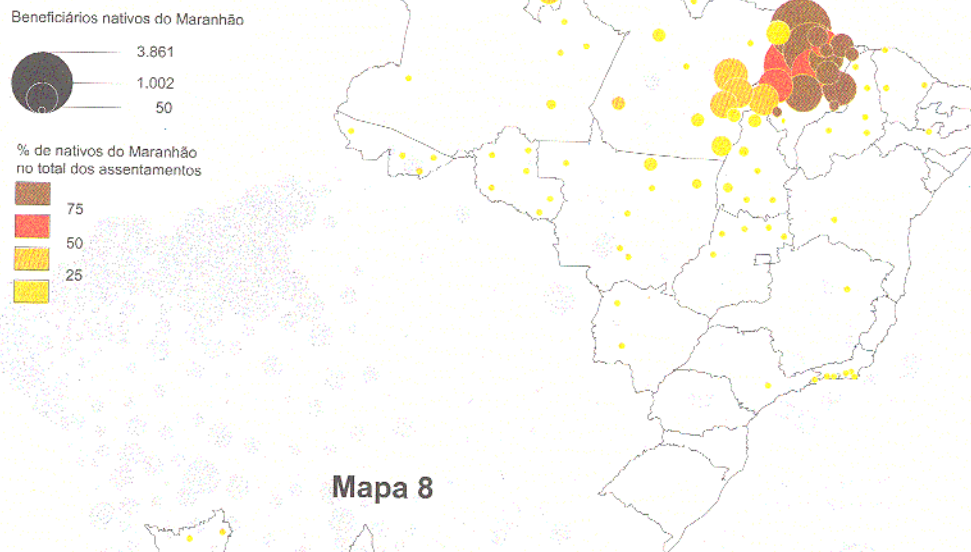 Beneficiários nativos do Maranhão
3.861
1.002
50
% de nativos do Maranhão
no total dos assentamentos
75
50
25
Mapa 8